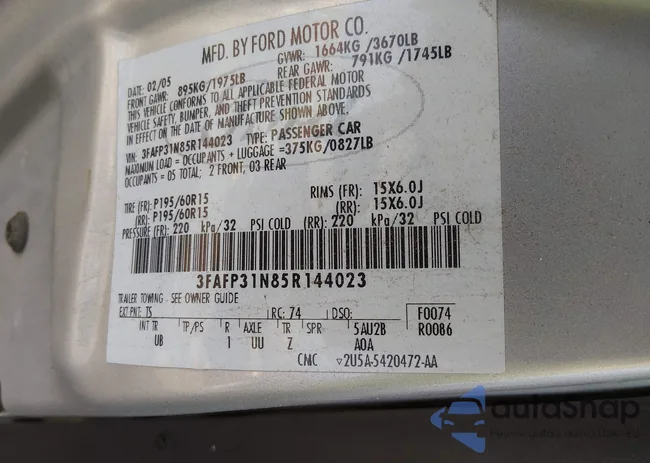 MFD. BY FORD MOTOR CO.
DATE: 02/05 GVWR: 1664KG /3670LB
FRONT GAWR: 895KG/1975LB REAR GAWR: 791KG /1745LB
THIS VEHICLE CONFORMS TO ALL APPLICABLE FEDERAL MOTOR
VEHICLE SAFETY, BUMPER, AND THEFT PREVENTION STANDARDS
IN EFFECT ON THE DATE OF MANUFACTURE SHOWN ABOVE.
VIN: 3FAFP31N85R144023 TYPE: PASSENGER CAR
MAXIMUM LOAD = OCCUPANTS + LUGGAGE =375KG/0827LB
OCCUPANTS = 05 TOTAL: 2 FRONT, 03 REAR
TIRE (FR): P195/60R15 RIMS (FR): 15X6.0J
(RR): P195/60R15 (RR): 15X6.0J
PRESSURE (FR): 220 kPa/32 PSI COLD (RR): 220 kPa/32 PSI COLD
3FAFP31N85R144023
TRAILER TOWING - SEE OWNER GUIDE
EXT PNT: TS RC: 74 DSO: F0074
INT TR TP/PS R AXLE TR SPR 5AU2B R0086
UB 1 UU Z A0A
CMC ▽2U5A-5420472-AA
autoSnap